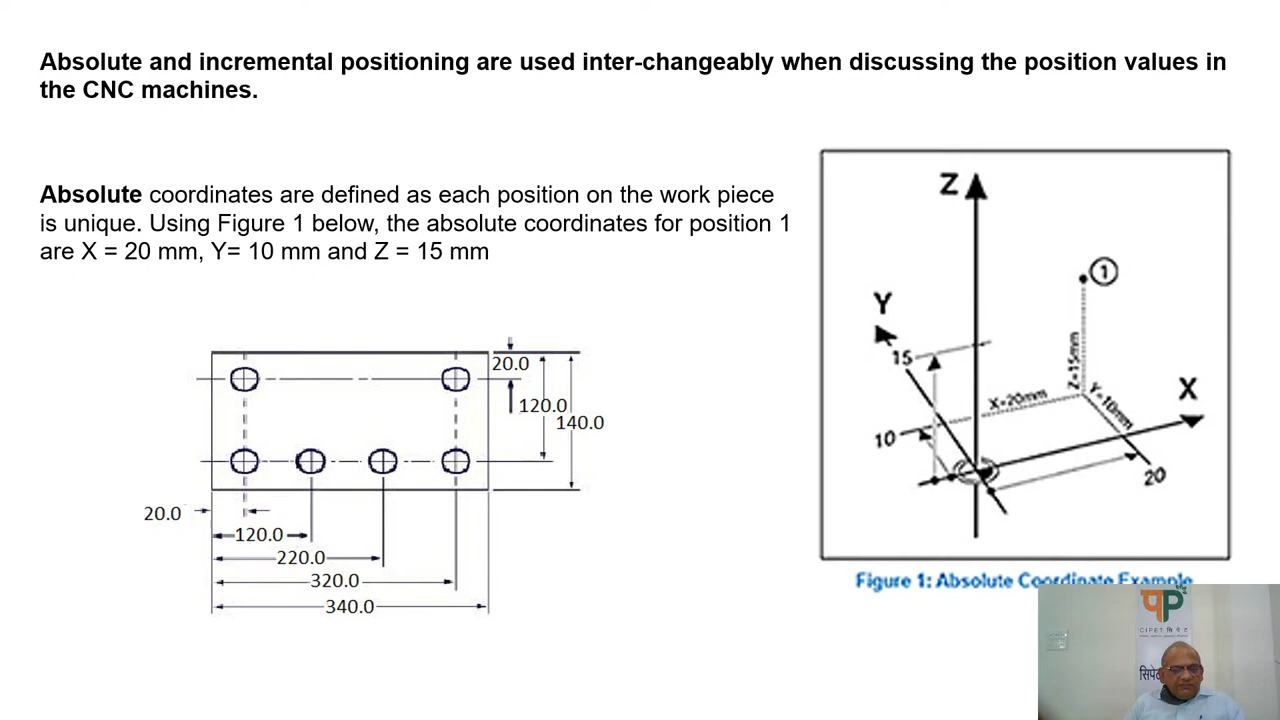 Absolute and incremental positioning are used inter-changeably when discussing the position values in
the CNC machines.
Absolute coordinates are defined as each position on the work piece
is unique. Using Figure 1 below, the absolute coordinates for position 1
are X = 20 mm, Y= 10 mm and Z = 15 mm
20.0
120.0
140.0
20.0
120.0
220.0
320.0
340.0
Z
1
Y
15
Z=15mm
X
X=20mm
Y=10mm
10
20
Figure 1: Absolute Coordinate Example
CIPET सिपेट
सिपे